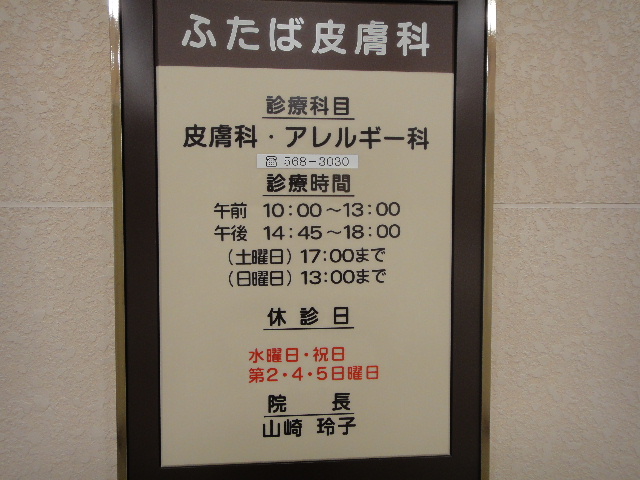 ふたば皮膚科
診療科目
皮膚科・アレルギー科
☎ 568-3030
診療時間
午前 10:00～13:00
午後 14:45～18:00
(土曜日) 17:00まで
(日曜日) 13:00まで
休診日
水曜日・祝日
第2・4・5日曜日
院長
山崎 玲子